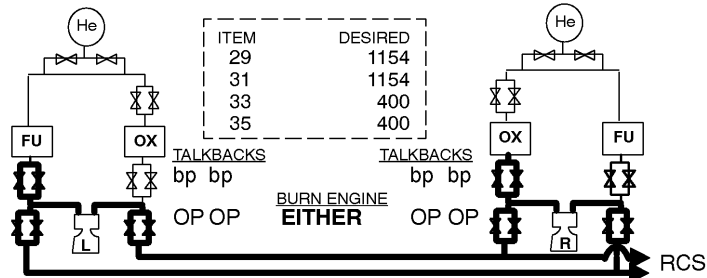 He
He
ITEM DESIRED
29 1154
31 1154
33 400
35 400
FU OX OX FU
TALKBACKS TALKBACKS
bp bp bp bp
BURN ENGINE
OP OP EITHER OP OP
L R
RCS